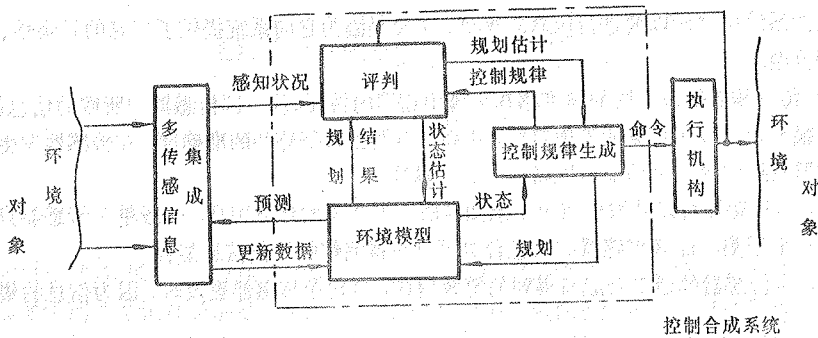 感知状况
评判
规划估计
控制规律
环境
对象
多传感信息
集成
规划
结果
状态估计
控制规律生成
命令
执行机构
环境
对象
预测
状态
更新数据
环境模型
规划
控制合成系统